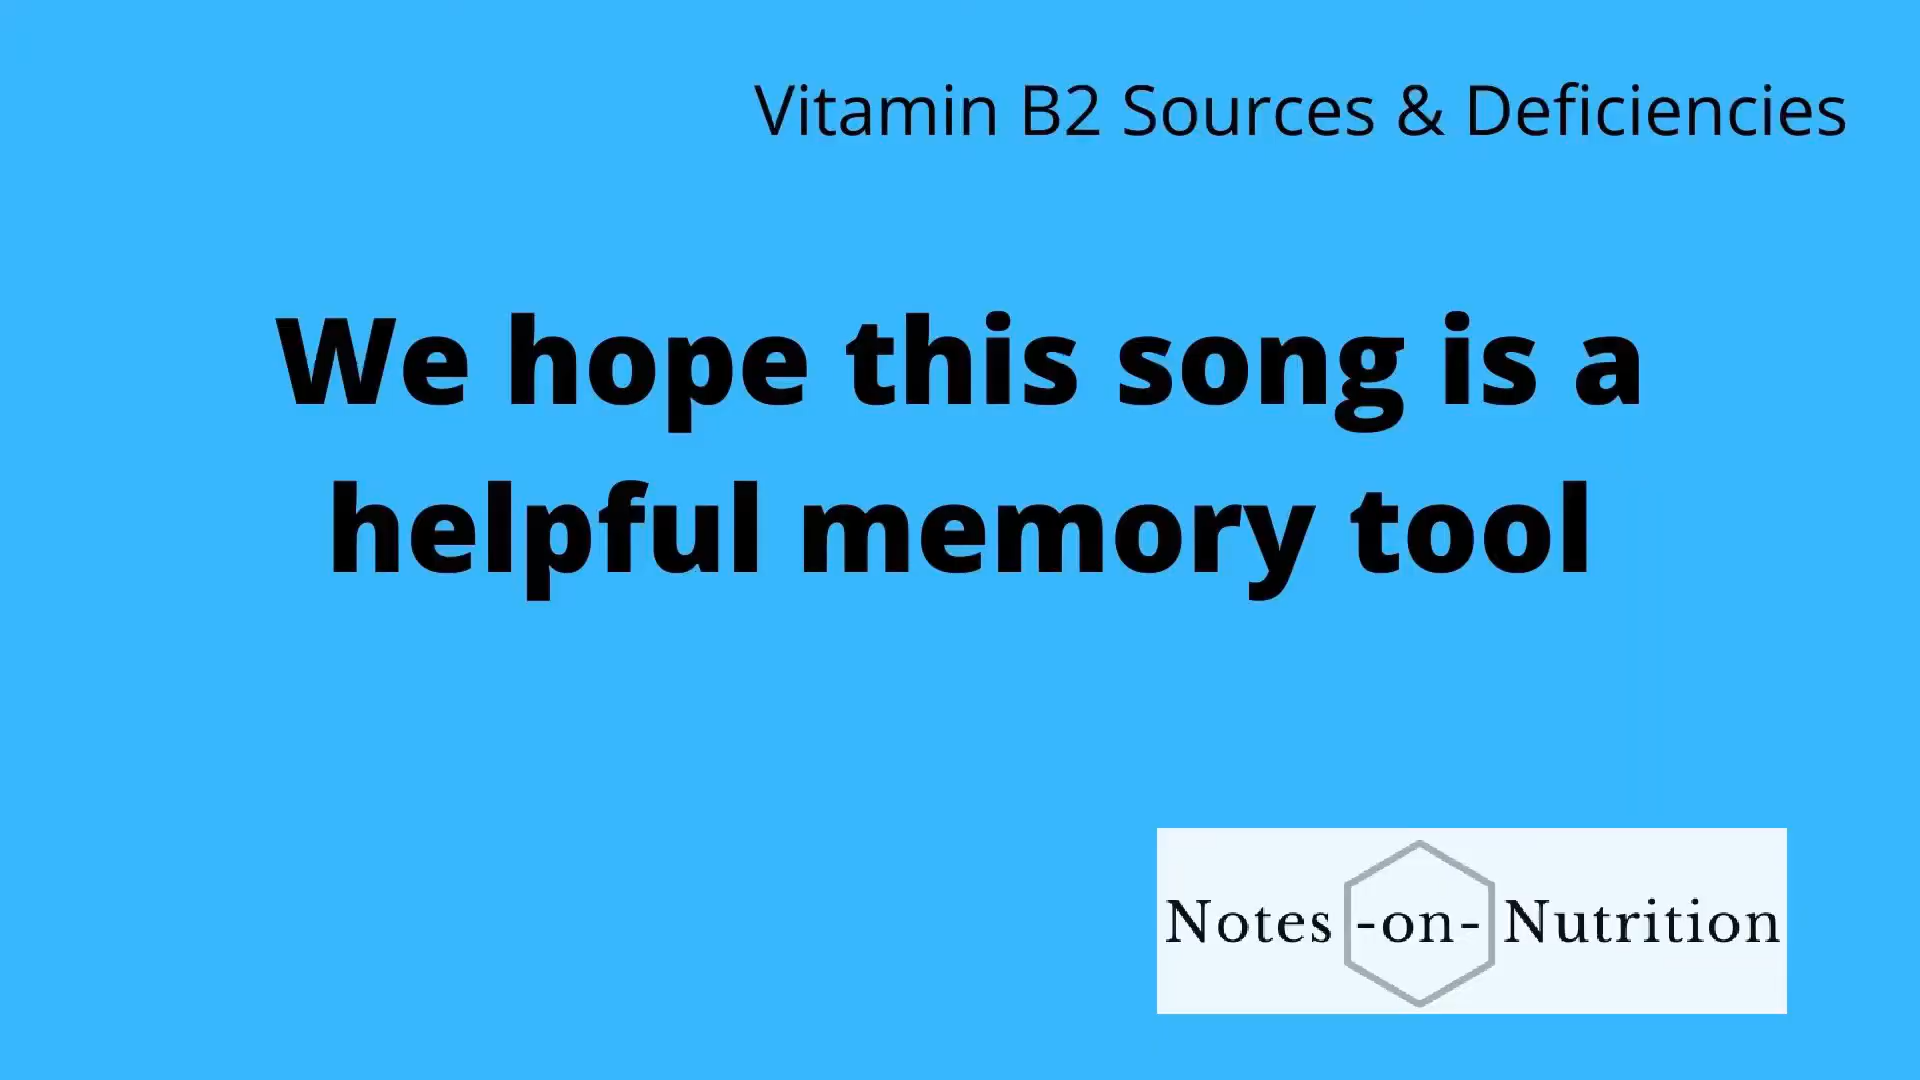 Vitamin B2 Sources & Deficiencies
We hope this song is a
helpful memory tool
Notes -on- Nutrition